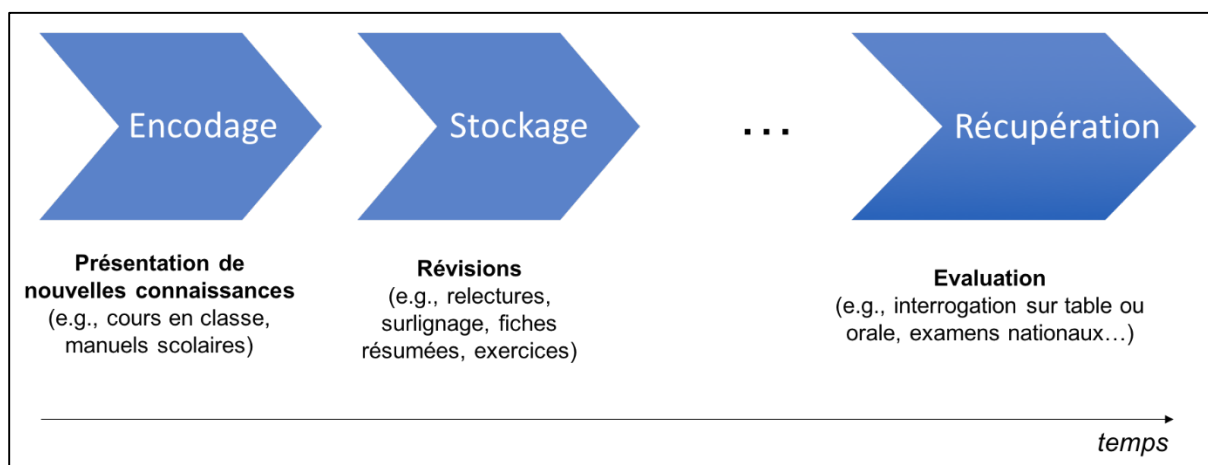 Encodage
Stockage
...
Récupération
Présentation de
nouvelles connaissances
(e.g., cours en classe,
manuels scolaires)
Révisions
(e.g., relectures,
surlignage, fiches
résumées, exercices)
Evaluation
(e.g., interrogation sur table ou
orale, examens nationaux…)
temps